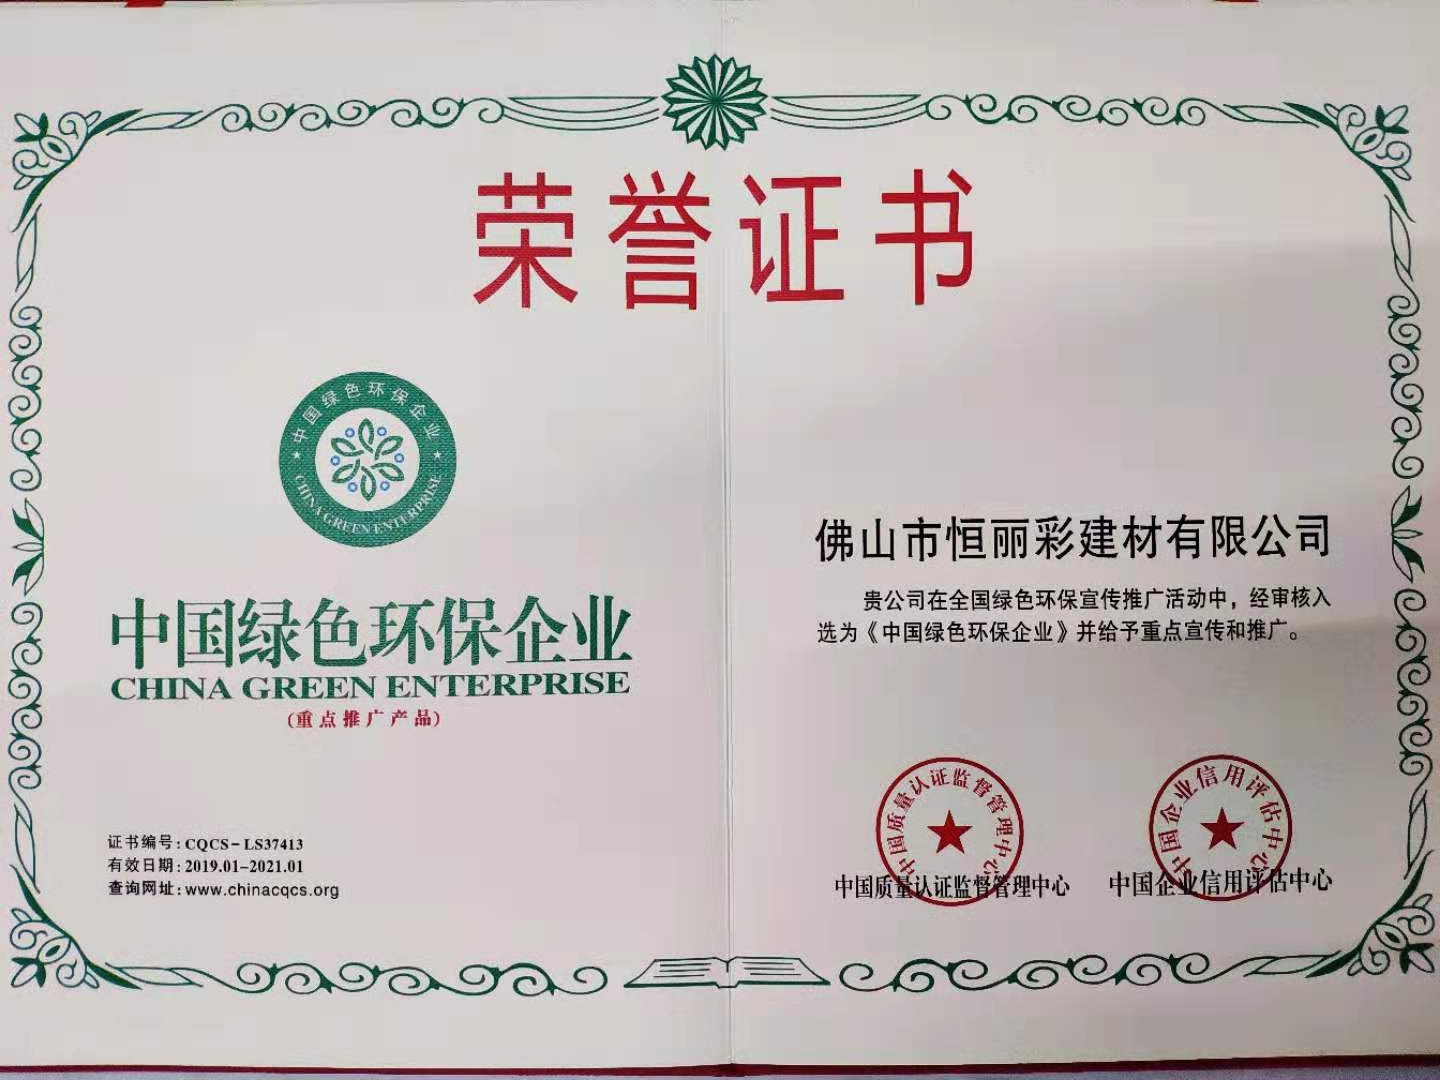 荣誉证书
中国绿色环保企业
CHINA GREEN ENTERPRISE
中国绿色环保企业
CHINA GREEN ENTERPRISE
(重点推广产品)
证书编号:CQCS-LS37413
有效日期:2019.01-2021.01
查询网址:www.chinacqcs.org
佛山市恒丽彩建材有限公司
贵公司在全国绿色环保宣传推广活动中，经审核入
选为《中国绿色环保企业》并给予重点宣传和推广。
中国质量认证监督管理中心
中国质量认证监督管理中心
中国企业信用评估中心
中国企业信用评估中心